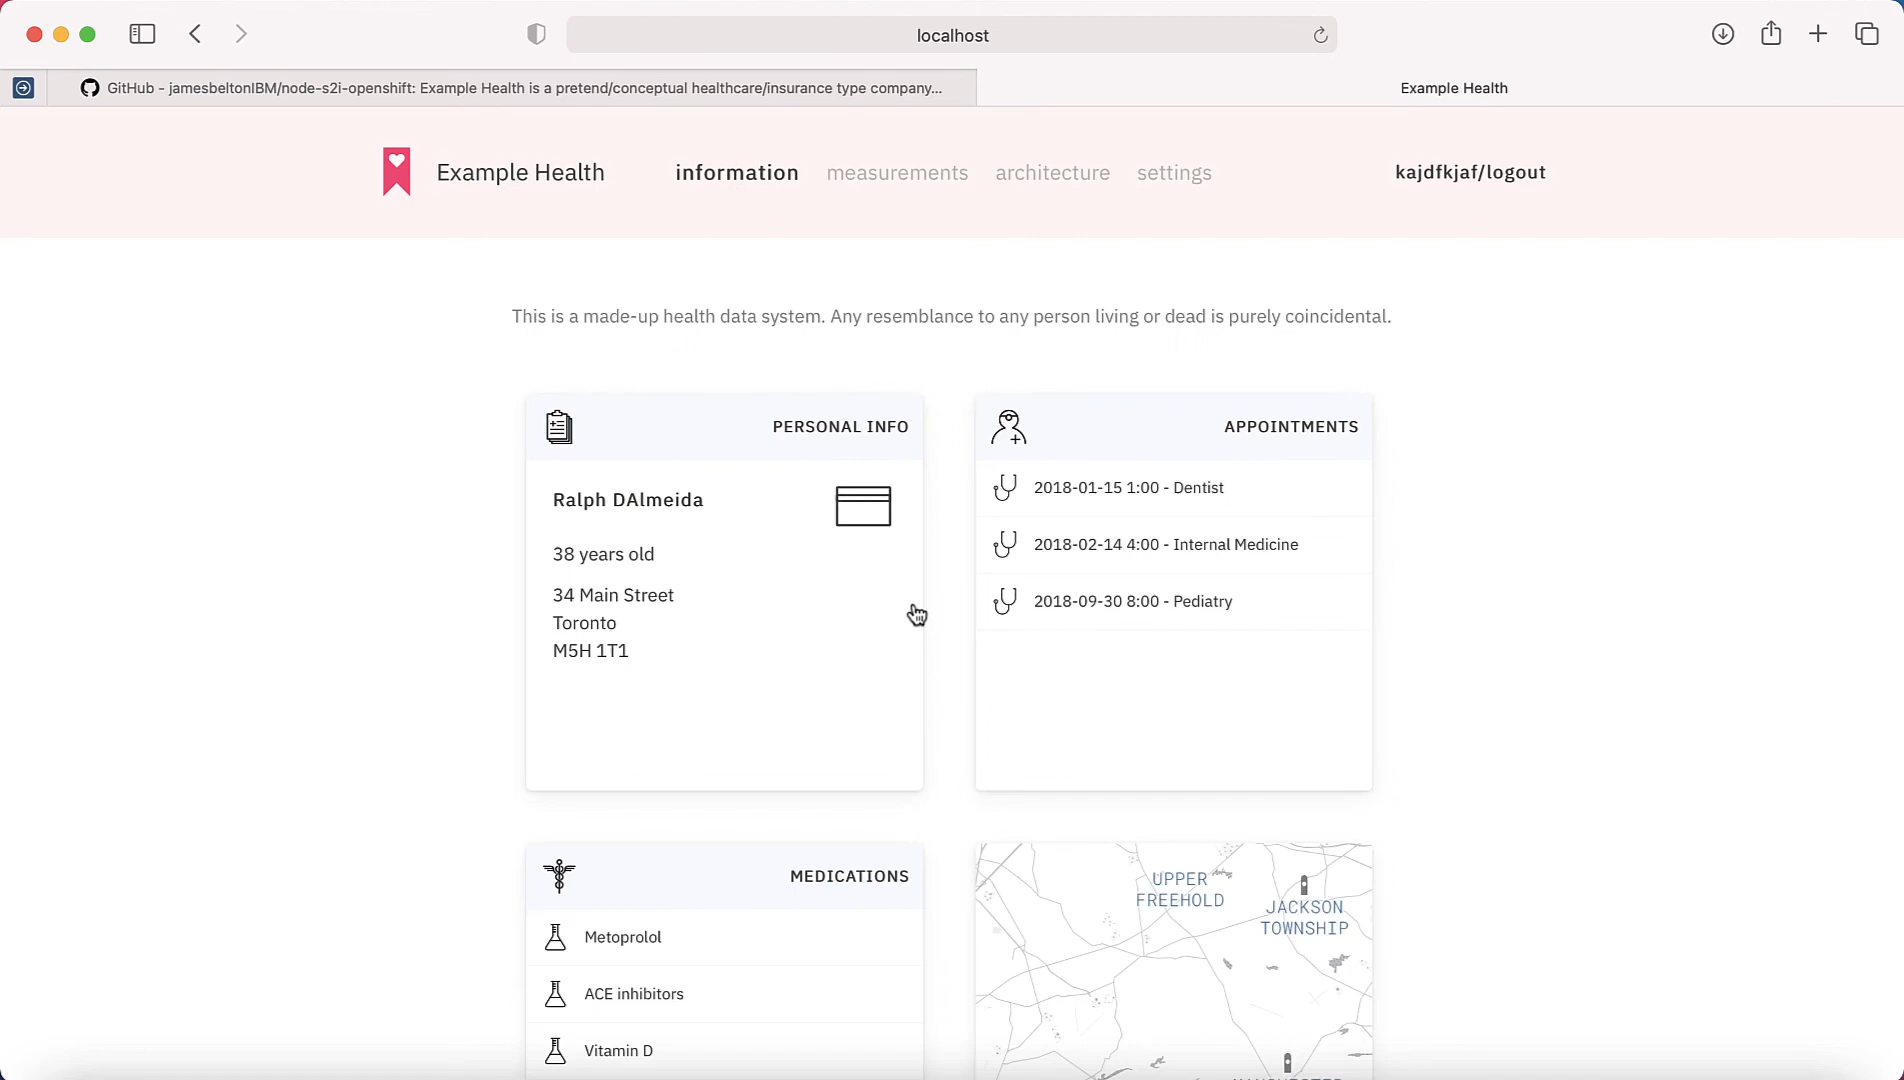 localhost
GitHub - jamesbeltonIBM/node-s2i-openshift: Example Health is a pretend/conceptual healthcare/insurance type company...
Example Health
Example Health
information
measurements
architecture
settings
kajdfkjaf/logout
This is a made-up health data system. Any resemblance to any person living or dead is purely coincidental.
PERSONAL INFO
Ralph DAlmeida
38 years old
34 Main Street
Toronto
M5H 1T1
APPOINTMENTS
2018-01-15 1:00 - Dentist
2018-02-14 4:00 - Internal Medicine
2018-09-30 8:00 - Pediatry
MEDICATIONS
Metoprolol
ACE inhibitors
Vitamin D
UPPER
FREEHOLD
JACKSON
TOWNSHIP